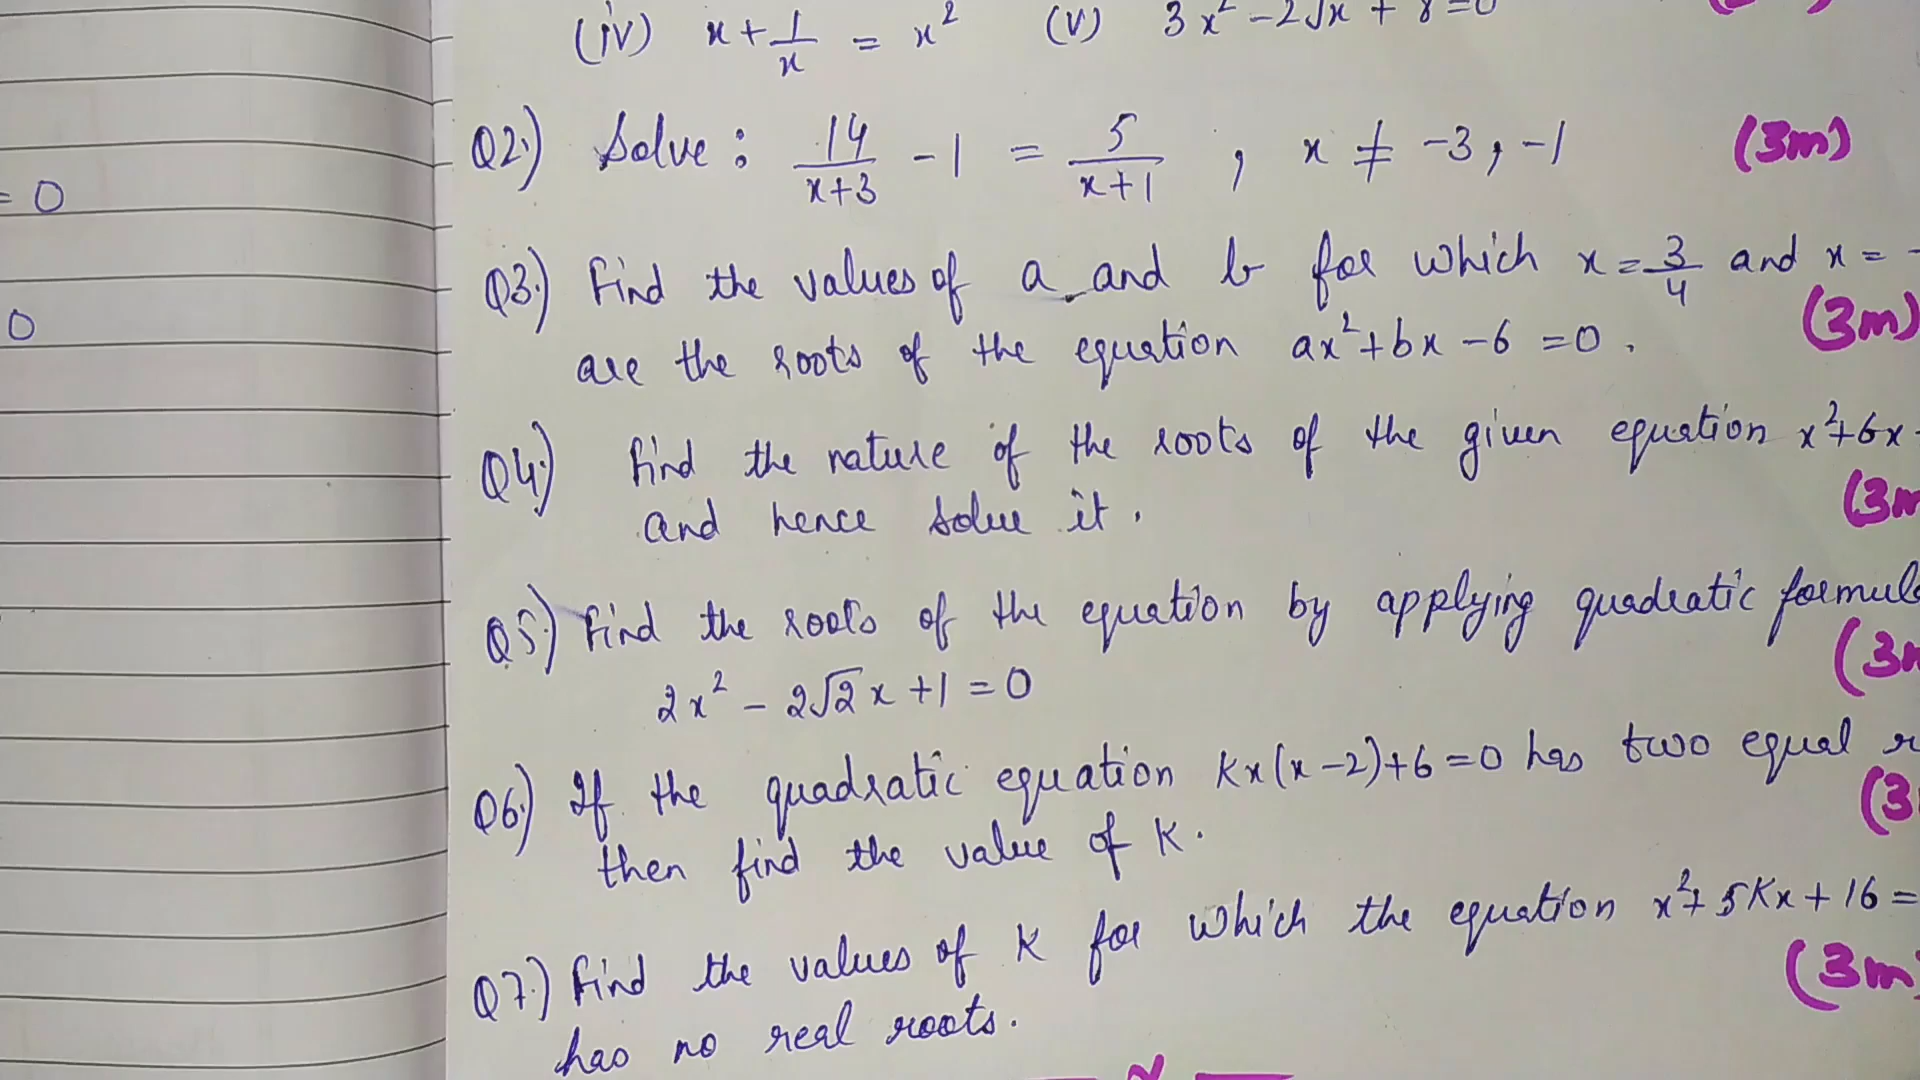 (iv) x + 1/x = x² (v) 3x² - 2√x + 8 = 0
= 0
0
Q2.) Solve : 14/(x+3) - 1 = 5/(x+1) , x ≠ -3, -1 (3m)
Q3.) Find the values of a and b for which x = 3/4 and x = -
are the roots of the equation ax² + bx - 6 = 0 . (3m)
Q4.) Find the nature of the roots of the given equation x² + 6x -
and hence solve it . (3m
Q5.) Find the roots of the equation by applying quadratic formula
(3m
2x² - 2√2 x + 1 = 0
Q6.) If the quadratic equation Kx(x-2)+6=0 has two equal r
then find the value of K. (3
Q7.) Find the values of K for which the equation x² + 5Kx + 16 =
has no real roots. (3m)